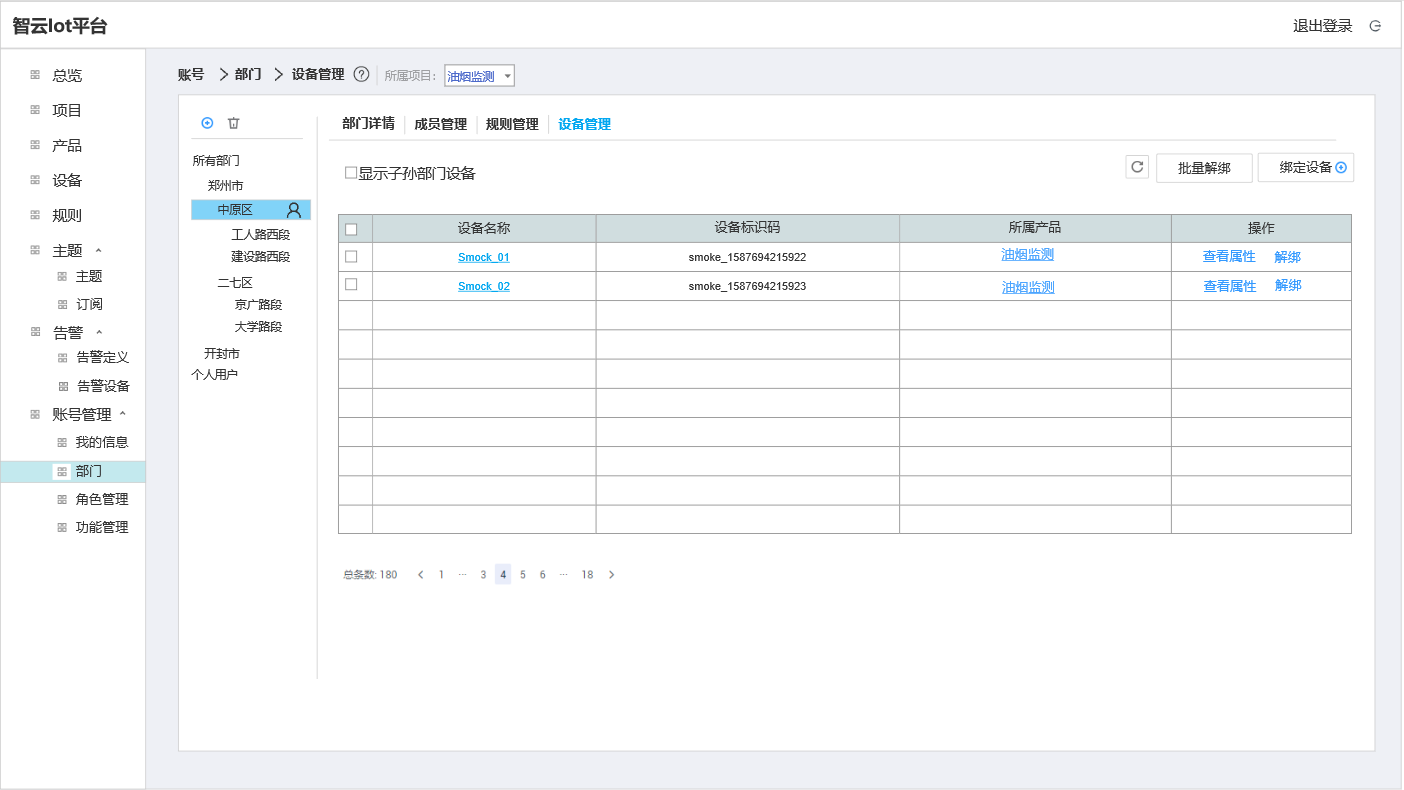 智云Iot平台
退出登录
总览
项目
产品
设备
规则
主题
主题
订阅
告警
告警定义
告警设备
账号管理
我的信息
部门
角色管理
功能管理
账号 部门 设备管理 ? 所属项目: 油烟监测
所有部门
郑州市
中原区
工人路西段
建设路西段
二七区
京广路段
大学路段
开封市
个人用户
部门详情 成员管理 规则管理 设备管理
显示子孙部门设备
批量解绑 绑定设备
设备名称 设备标识码 所属产品 操作
Smock_01 smoke_1587694215922 油烟监测 查看属性 解绑
Smock_02 smoke_1587694215923 油烟监测 查看属性 解绑
总条数: 180 < 1 ··· 3 4 5 6 ··· 18 >